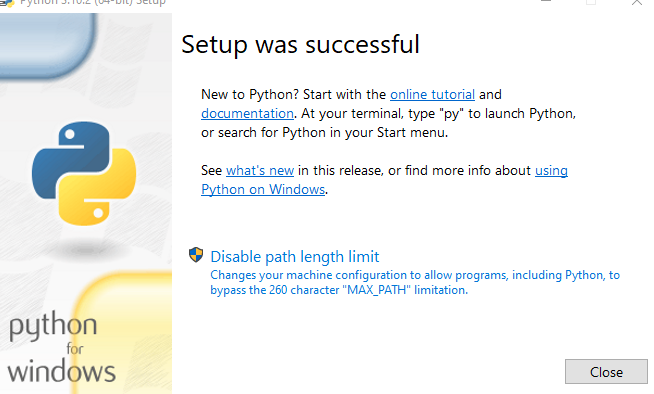 Python 3.10.2 (64-bit) Setup
Setup was successful
New to Python? Start with the online tutorial and
documentation. At your terminal, type "py" to launch Python,
or search for Python in your Start menu.
See what's new in this release, or find more info about using
Python on Windows.
Disable path length limit
Changes your machine configuration to allow programs, including Python, to
bypass the 260 character "MAX_PATH" limitation.
python
for
windows
Close